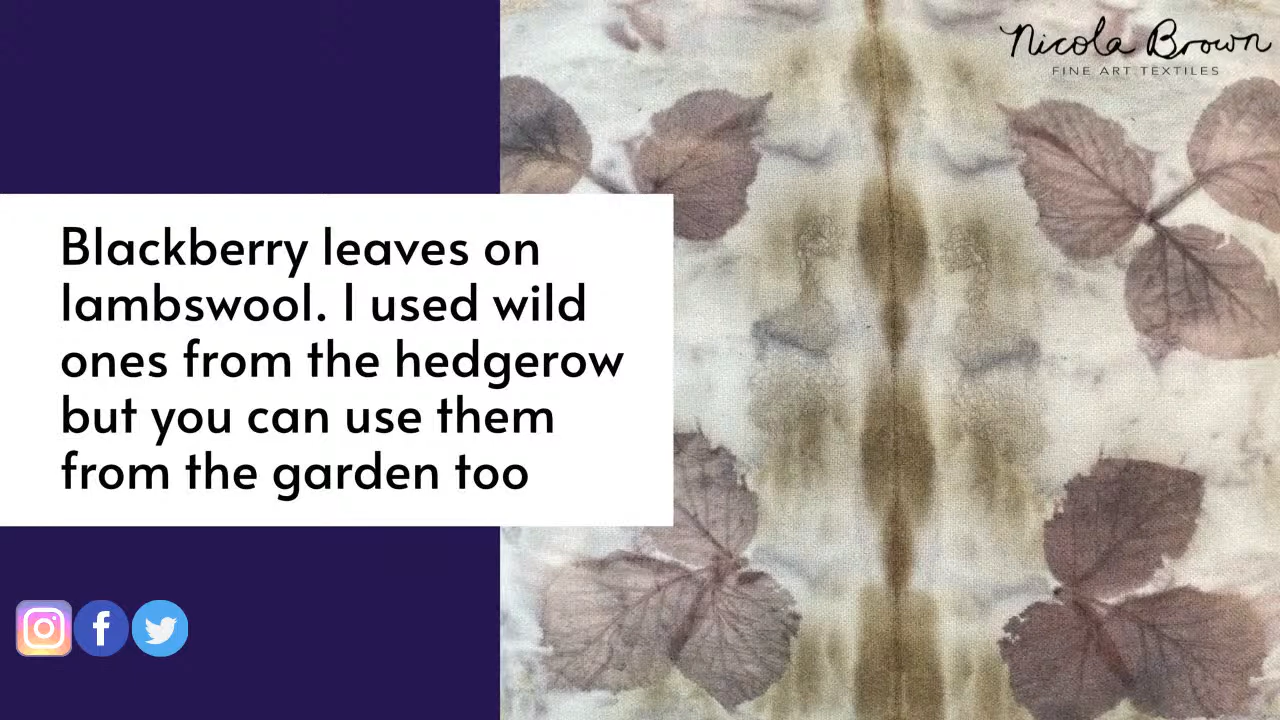 Nicola Brown
FINE ART TEXTILES
Blackberry leaves on
lambswool. I used wild
ones from the hedgerow
but you can use them
from the garden too